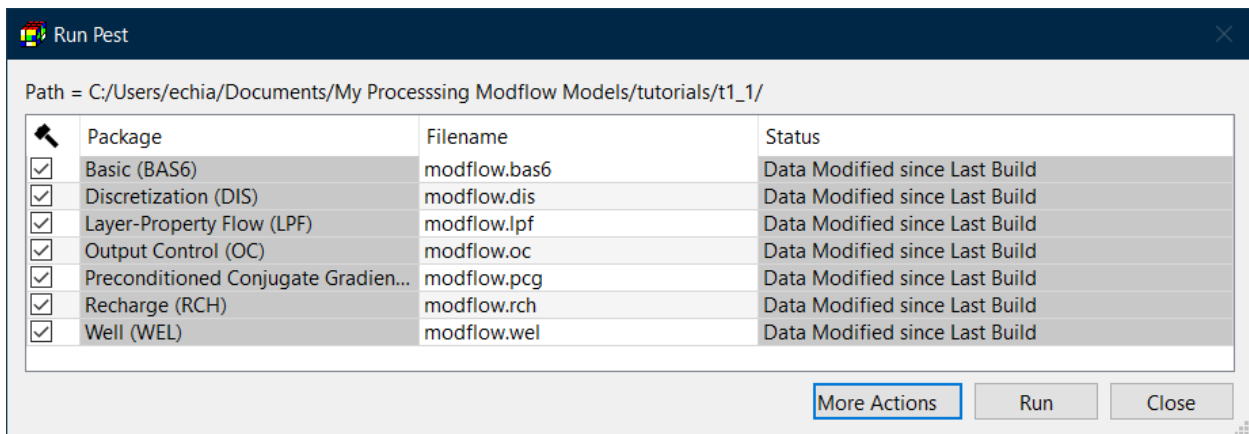 Run Pest
Path = C:/Users/echia/Documents/My Processsing Modflow Models/tutorials/t1_1/
Package Filename Status
Basic (BAS6) modflow.bas6 Data Modified since Last Build
Discretization (DIS) modflow.dis Data Modified since Last Build
Layer-Property Flow (LPF) modflow.lpf Data Modified since Last Build
Output Control (OC) modflow.oc Data Modified since Last Build
Preconditioned Conjugate Gradien... modflow.pcg Data Modified since Last Build
Recharge (RCH) modflow.rch Data Modified since Last Build
Well (WEL) modflow.wel Data Modified since Last Build
More Actions Run Close